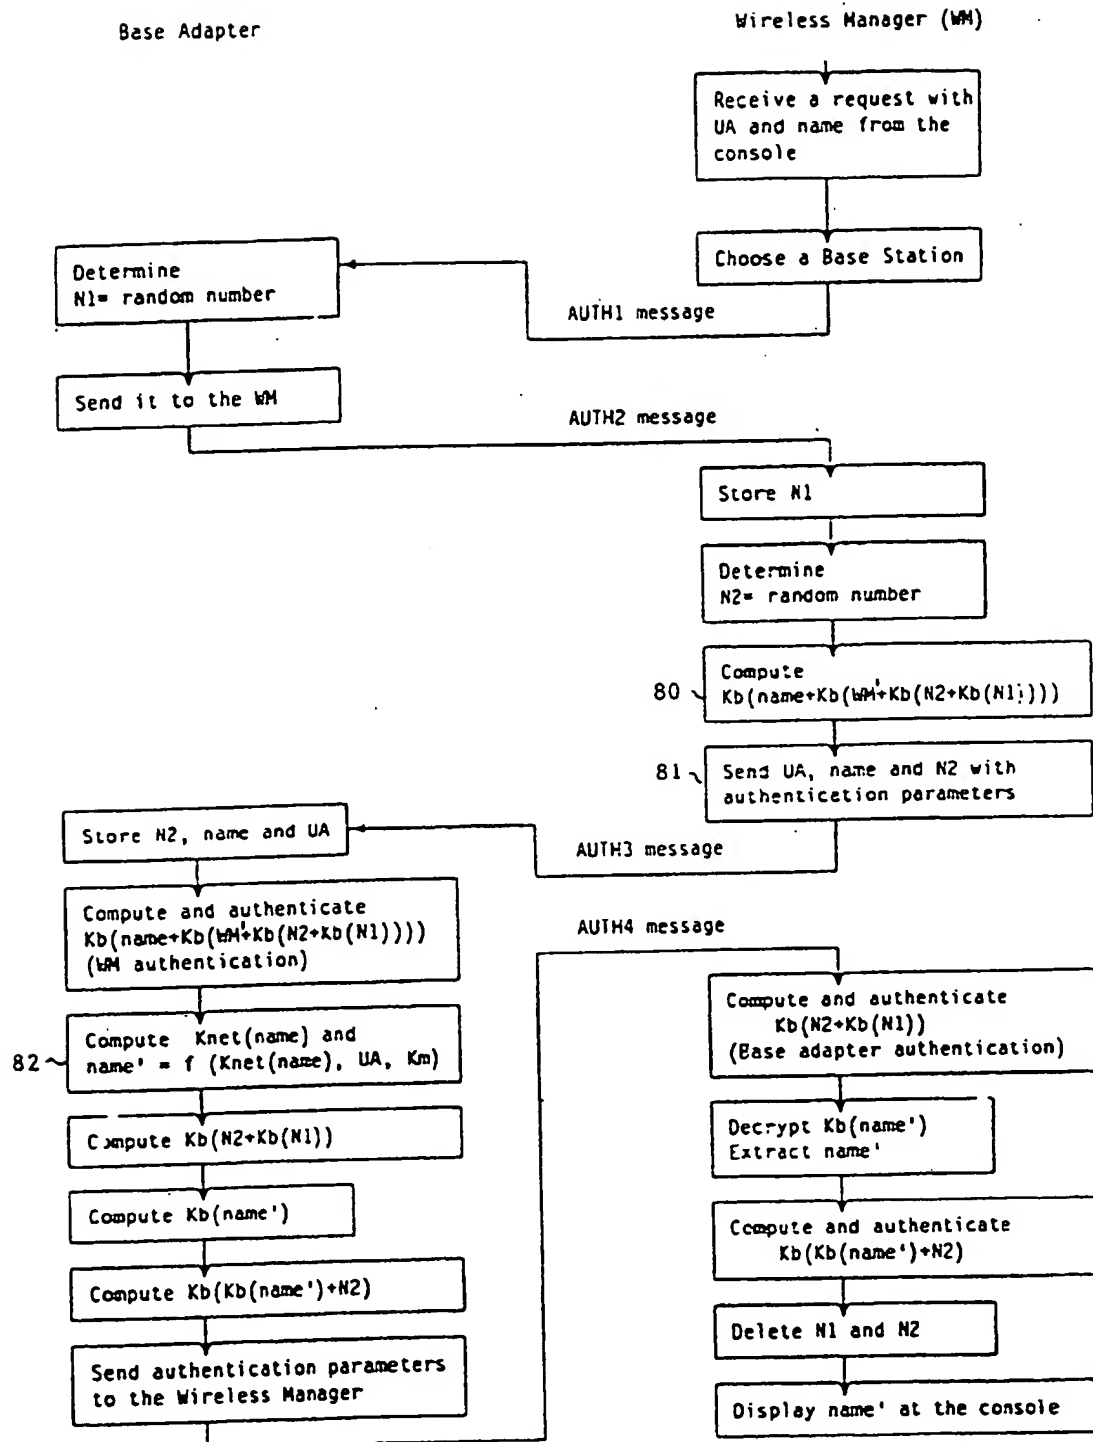 Base Adapter
Wireless Manager (WM)
Receive a request with
UA and name from the
console
Choose a Base Station
AUTH1 message
Determine
N1= random number
Send it to the WM
AUTH2 message
Store N1
Determine
N2= random number
80
Compute
Kb(name+Kb(WM'+Kb(N2+Kb(N1))))
81
Send UA, name and N2 with
authentication parameters
AUTH3 message
Store N2, name and UA
Compute and authenticate
Kb(name+Kb(WM'+Kb(N2+Kb(N1))))
(WM authentication)
82
Compute Knet(name) and
name' = f (Knet(name), UA, Km)
Compute Kb(N2+Kb(N1))
Compute Kb(name')
Compute Kb(Kb(name')+N2)
Send authentication parameters
to the Wireless Manager
AUTH4 message
Compute and authenticate
Kb(N2+Kb(N1))
(Base adapter authentication)
Decrypt Kb(name')
Extract name'
Compute and authenticate
Kb(Kb(name')+N2)
Delete N1 and N2
Display name' at the console